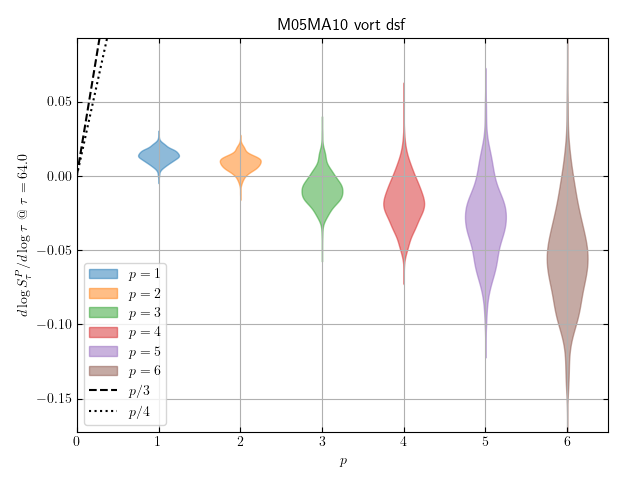 M05MA10 vort dsf
d log S_τ^P / d log τ @ τ = 64.0
0.05
0.00
−0.05
−0.10
−0.15
p = 1
p = 2
p = 3
p = 4
p = 5
p = 6
p/3
p/4
0 1 2 3 4 5 6
p